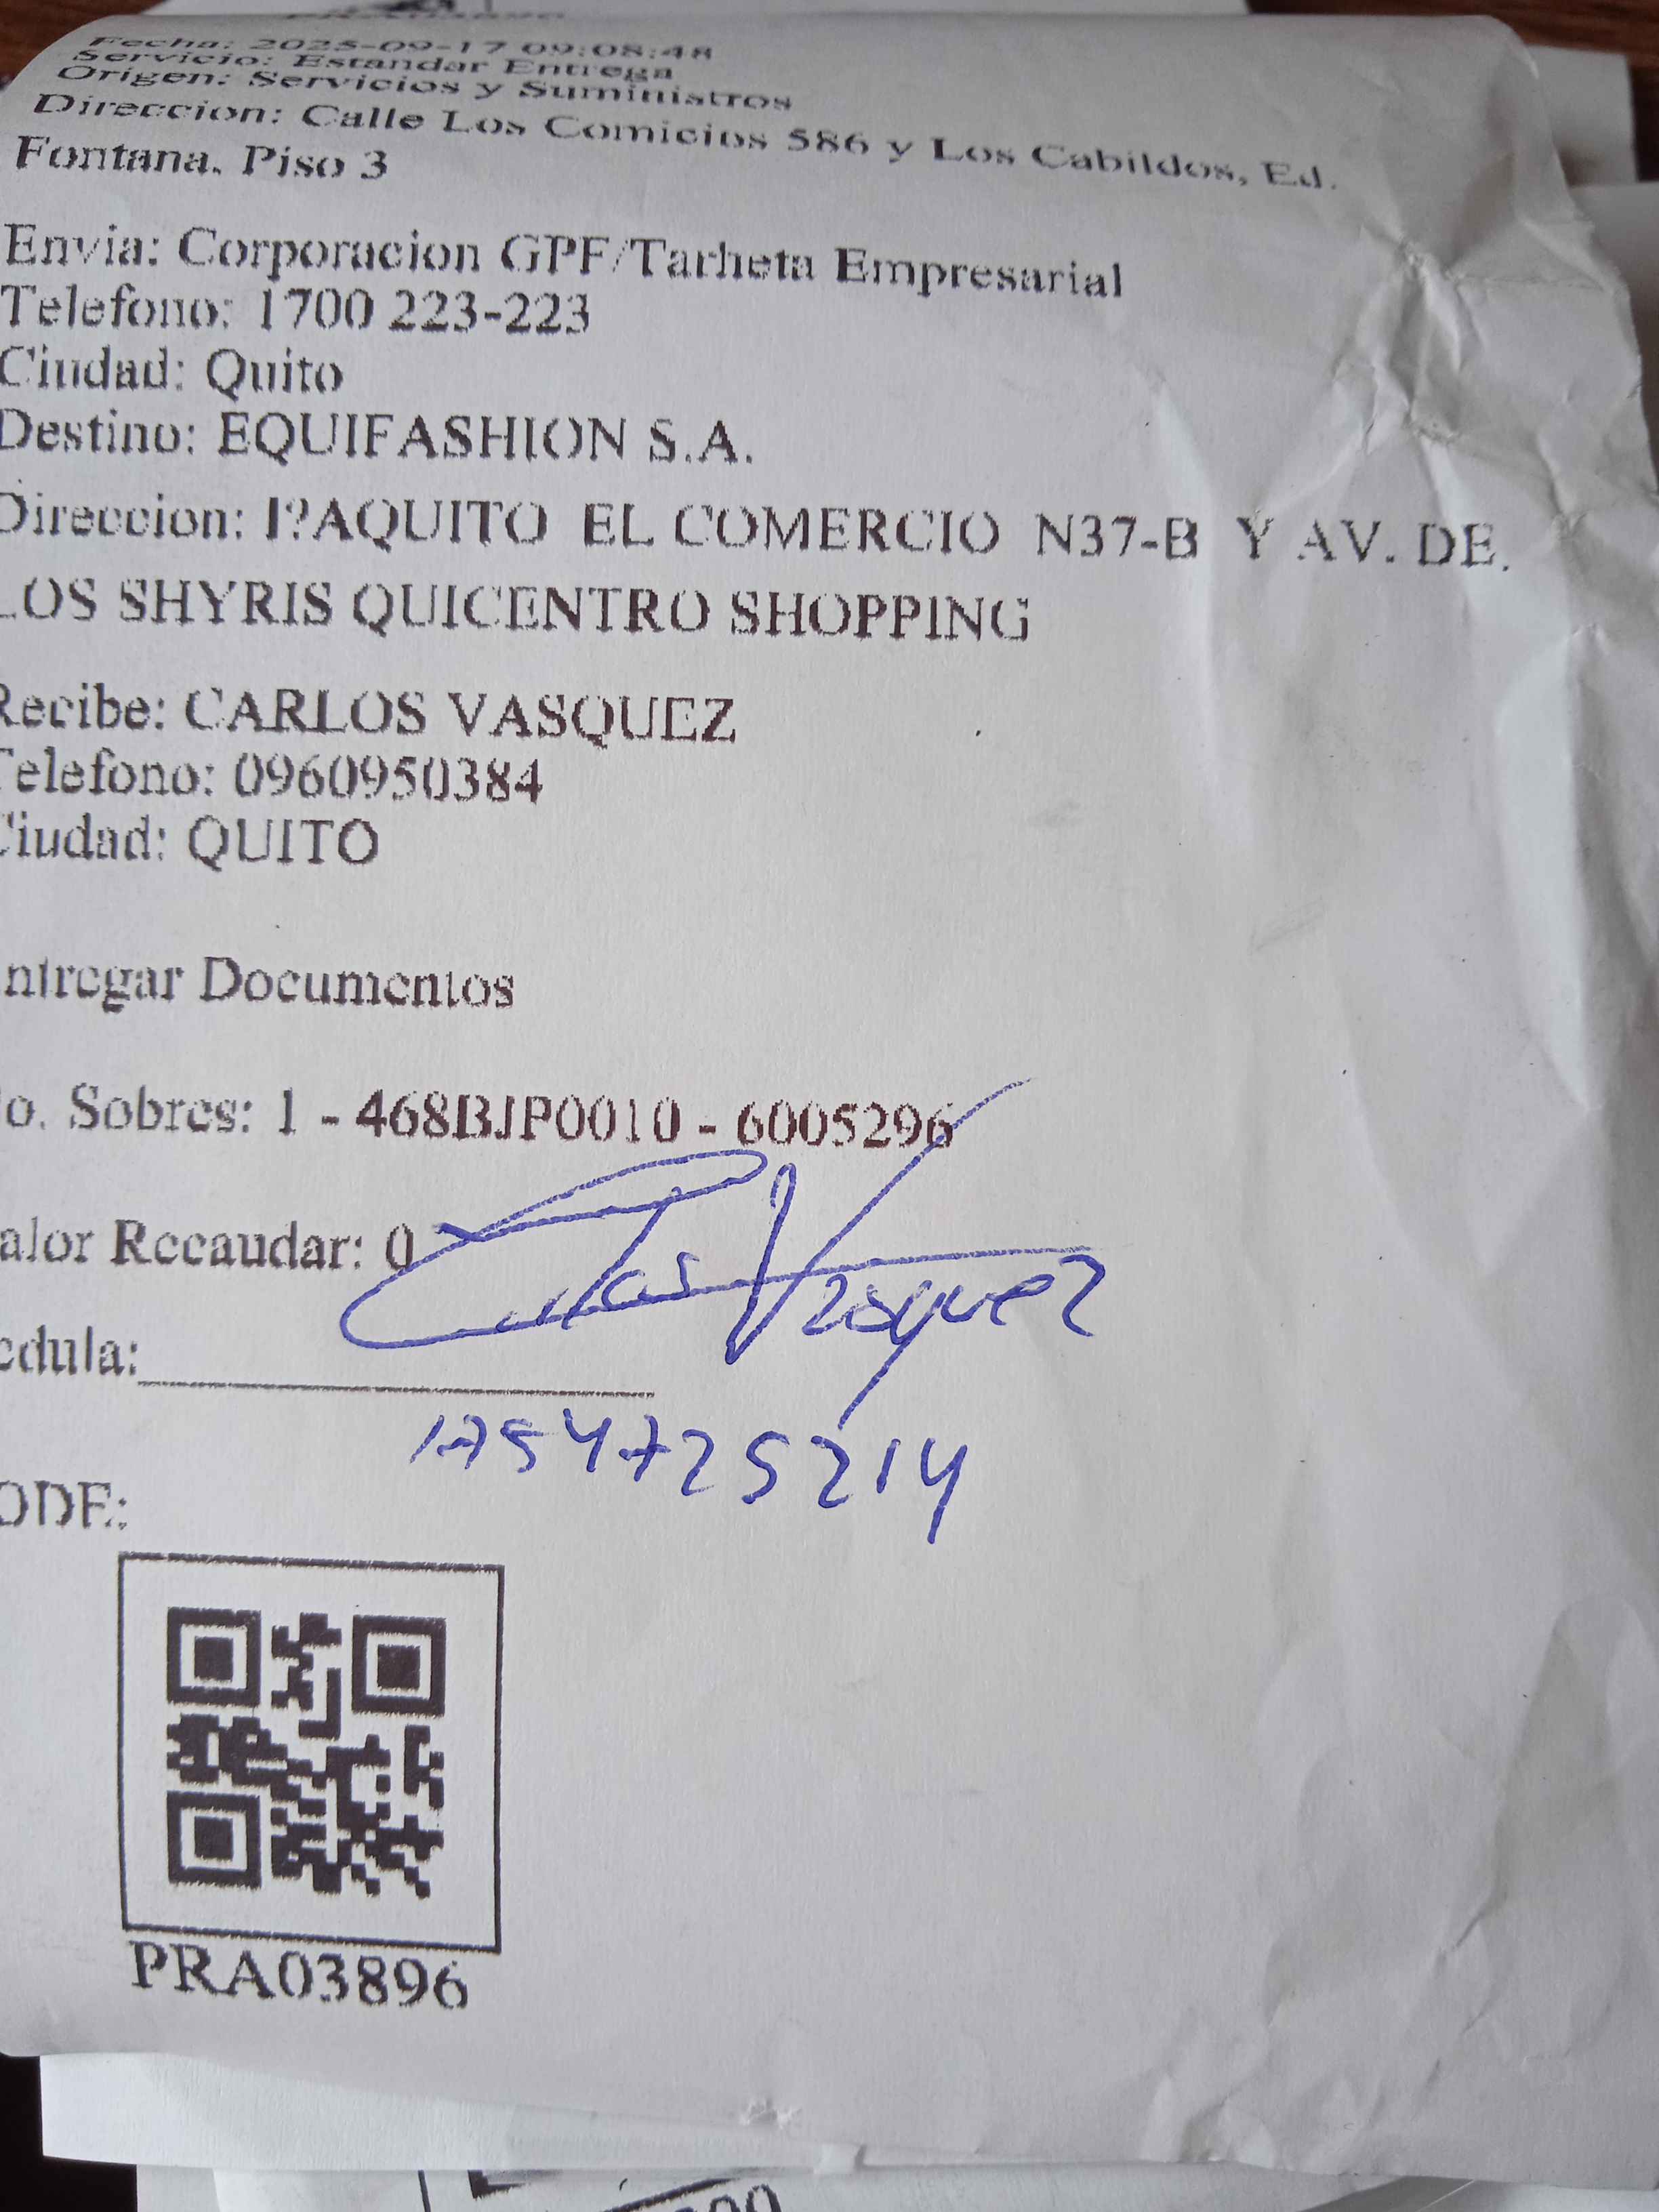 PRA03896
Fecha: 2025-09-17 09:08:48
Servicio: Estandar Entrega
Origen: Servicios y Suministros
Direccion: Calle Los Comicios 586 y Los Cabildos, Ed.
Fontana. Piso 3
Envia: Corporacion GPF/Tarheta Empresarial
Telefono: 1700 223-223
Ciudad: Quito
Destino: EQUIFASHION S.A.
Direccion: I?AQUITO EL COMERCIO N37-B Y AV. DE.
LOS SHYRIS QUICENTRO SHOPPING
Recibe: CARLOS VASQUEZ
Telefono: 0960950384
Ciudad: QUITO
ntregar Documentos
o. Sobres: 1 - 468BJP0010 - 6005296
alor Recaudar: 0
Carlos Vasquez
edula:
1754725214
ODE:
PRA03896